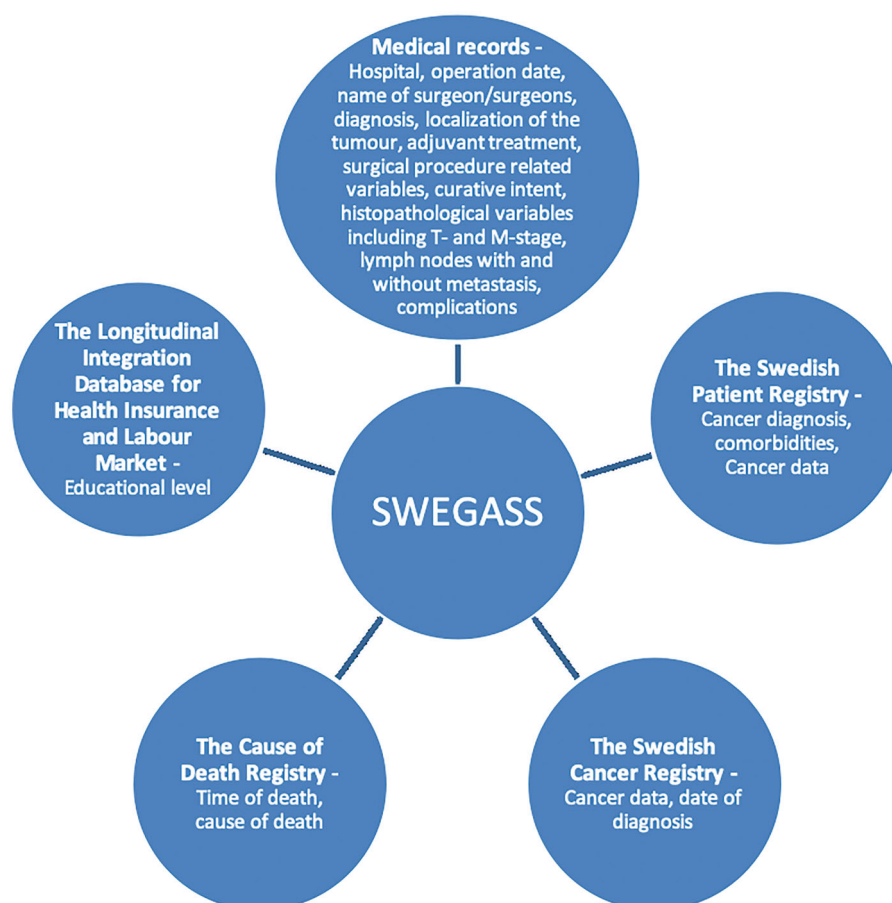 Medical records -
Hospital, operation date,
name of surgeon/surgeons,
diagnosis, localization of the
tumour, adjuvant treatment,
surgical procedure related
variables, curative intent,
histopathological variables
including T- and M-stage,
lymph nodes with and
without metastasis,
complications
The Longitudinal
Integration
Database for
Health Insurance
and Labour
Market -
Educational level
The Swedish
Patient Registry -
Cancer diagnosis,
comorbidities,
Cancer data
SWEGASS
The Cause of
Death Registry -
Time of death,
cause of death
The Swedish
Cancer Registry -
Cancer data, date of
diagnosis